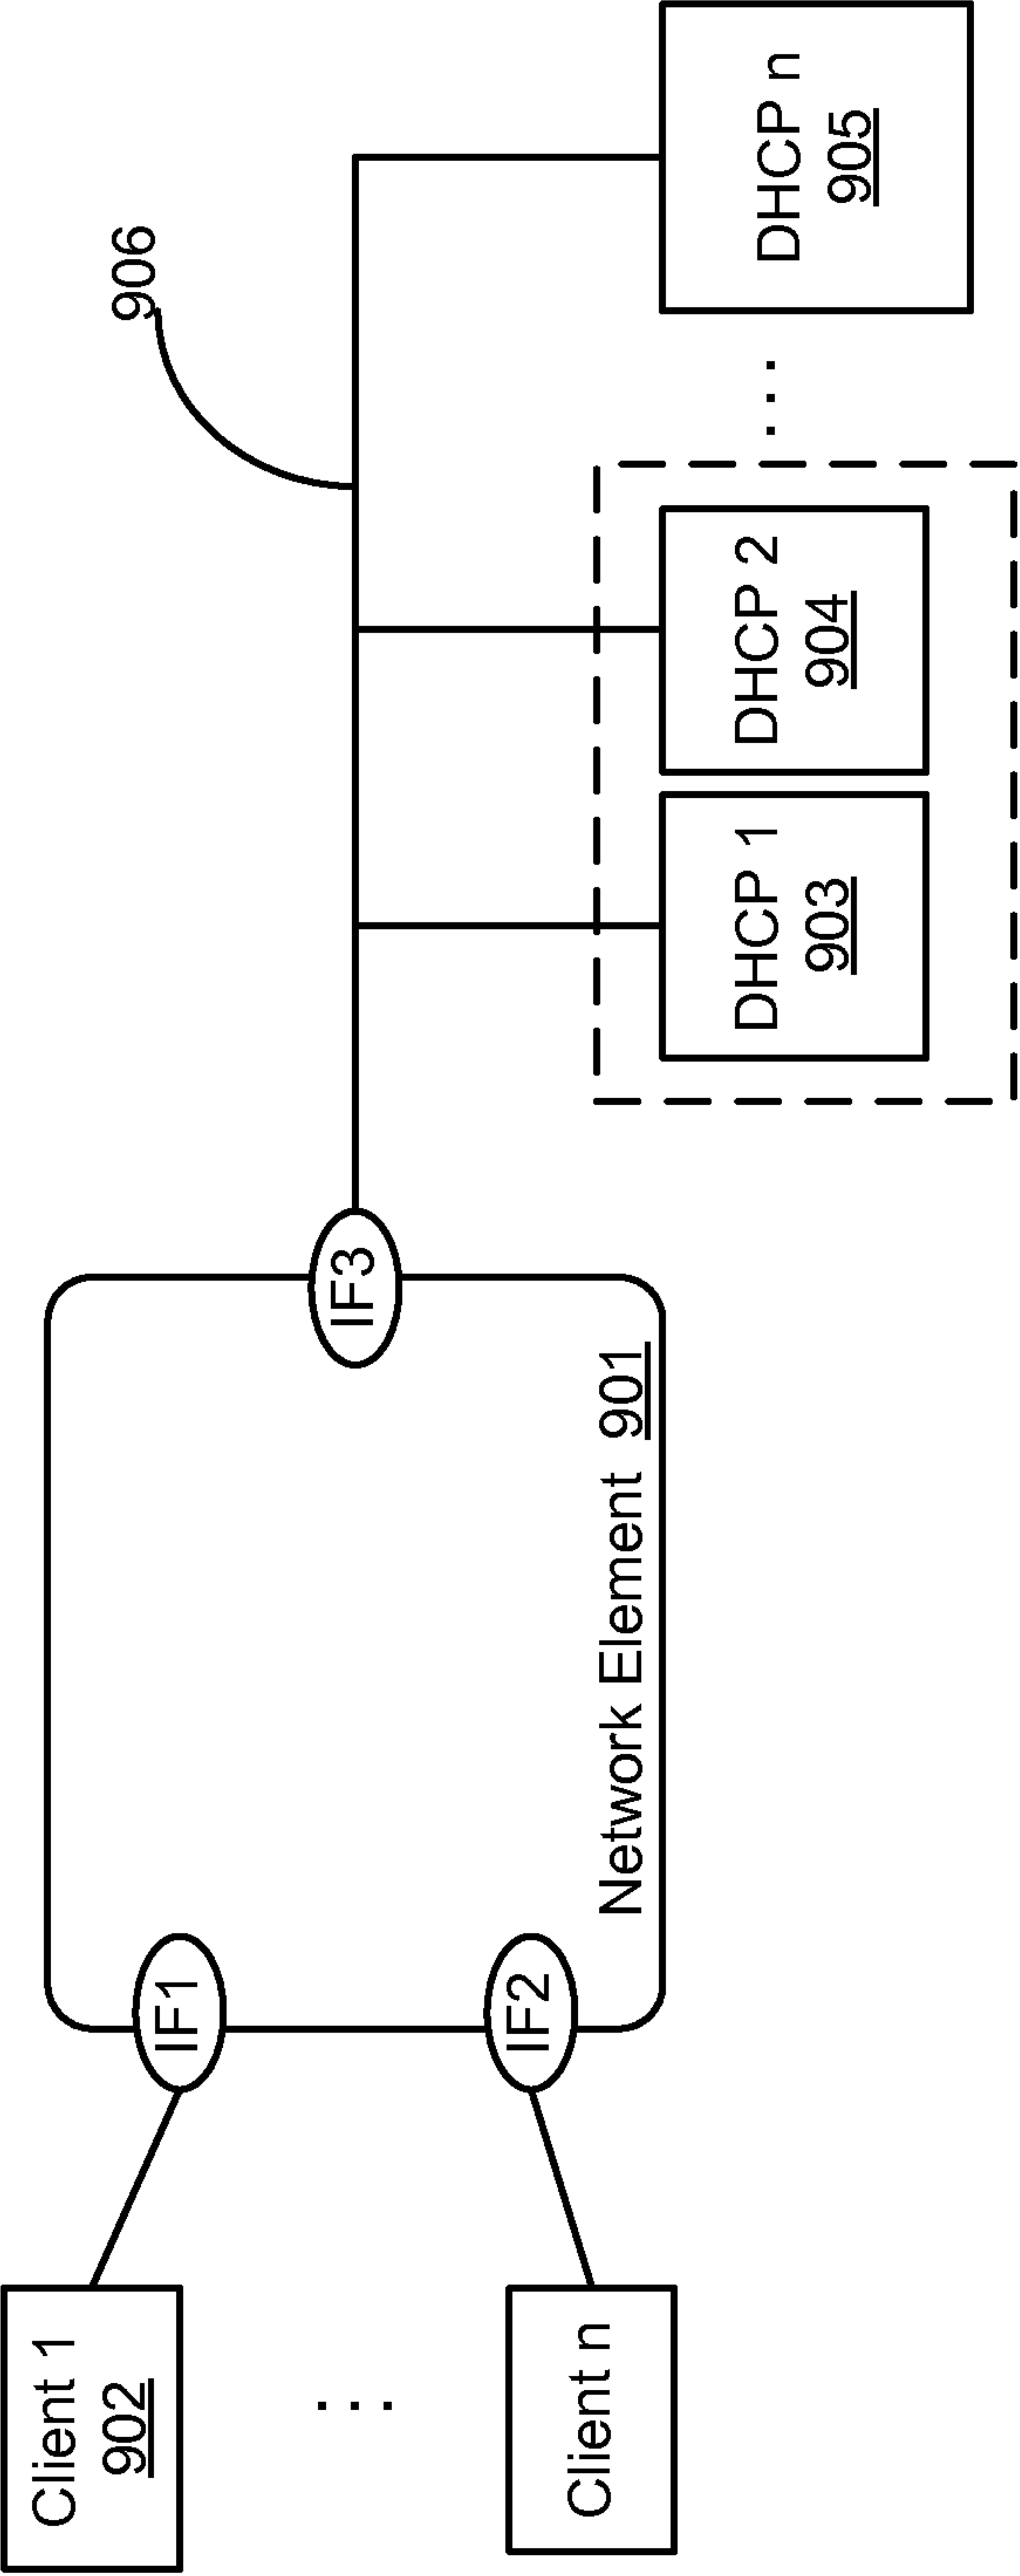 906
Client 1
902
IF1
IF3
DHCP 1
903
DHCP 2
904
. . .
DHCP n
905
. . .
Client n
IF2
Network Element 901